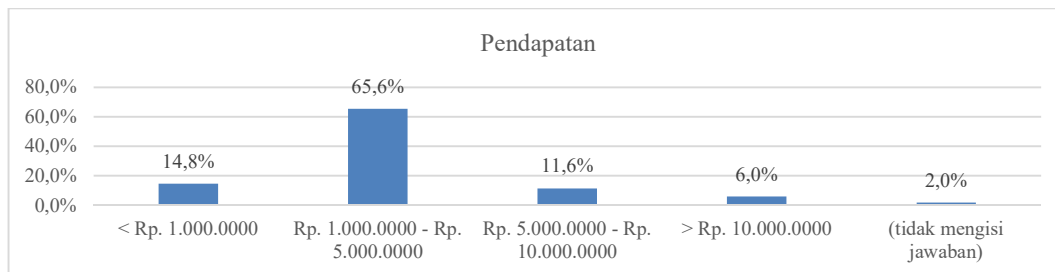 Pendapatan
80,0%
60,0%
40,0%
20,0%
0,0%
14,8%
65,6%
11,6%
6,0%
2,0%
< Rp. 1.000.0000
Rp. 1.000.0000 - Rp.
5.000.0000
Rp. 5.000.0000 - Rp.
10.000.0000
> Rp. 10.000.0000
(tidak mengisi
jawaban)